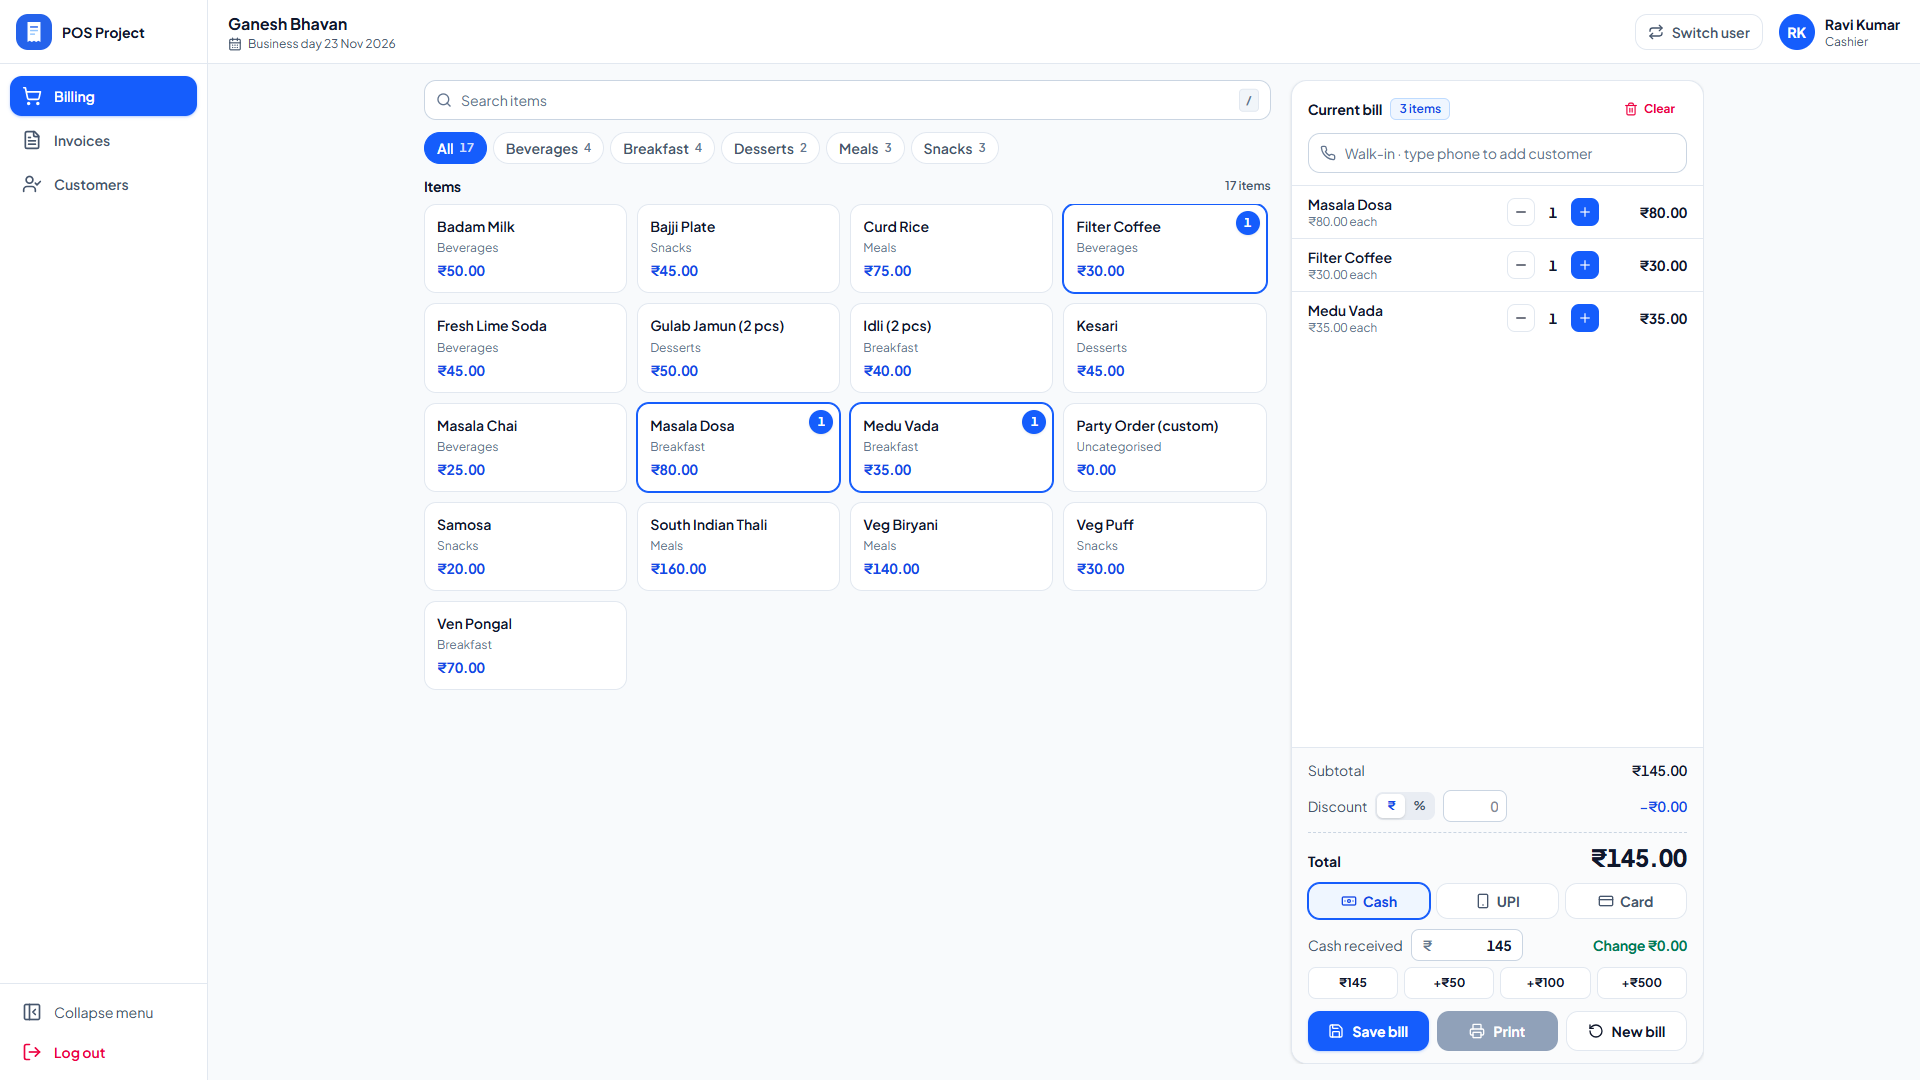 POS Project
Billing
Invoices
Customers
Collapse menu
Log out
Ganesh Bhavan
Business day 23 Nov 2026
Switch user
RK
Ravi Kumar
Cashier
Search items
/
All 17
Beverages 4
Breakfast 4
Desserts 2
Meals 3
Snacks 3
Items
17 items
Badam Milk
Beverages
₹50.00
Bajji Plate
Snacks
₹45.00
Curd Rice
Meals
₹75.00
Filter Coffee
1
Beverages
₹30.00
Fresh Lime Soda
Beverages
₹45.00
Gulab Jamun (2 pcs)
Desserts
₹50.00
Idli (2 pcs)
Breakfast
₹40.00
Kesari
Desserts
₹45.00
Masala Chai
Beverages
₹25.00
Masala Dosa
1
Breakfast
₹80.00
Medu Vada
1
Breakfast
₹35.00
Party Order (custom)
Uncategorised
₹0.00
Samosa
Snacks
₹20.00
South Indian Thali
Meals
₹160.00
Veg Biryani
Meals
₹140.00
Veg Puff
Snacks
₹30.00
Ven Pongal
Breakfast
₹70.00
Current bill 3 items
Clear
Walk-in · type phone to add customer
Masala Dosa
₹80.00 each
− 1 +
₹80.00
Filter Coffee
₹30.00 each
− 1 +
₹30.00
Medu Vada
₹35.00 each
− 1 +
₹35.00
Subtotal ₹145.00
Discount ₹ % 0 −₹0.00
Total ₹145.00
Cash
UPI
Card
Cash received ₹ 145 Change ₹0.00
₹145
+₹50
+₹100
+₹500
Save bill
Print
New bill